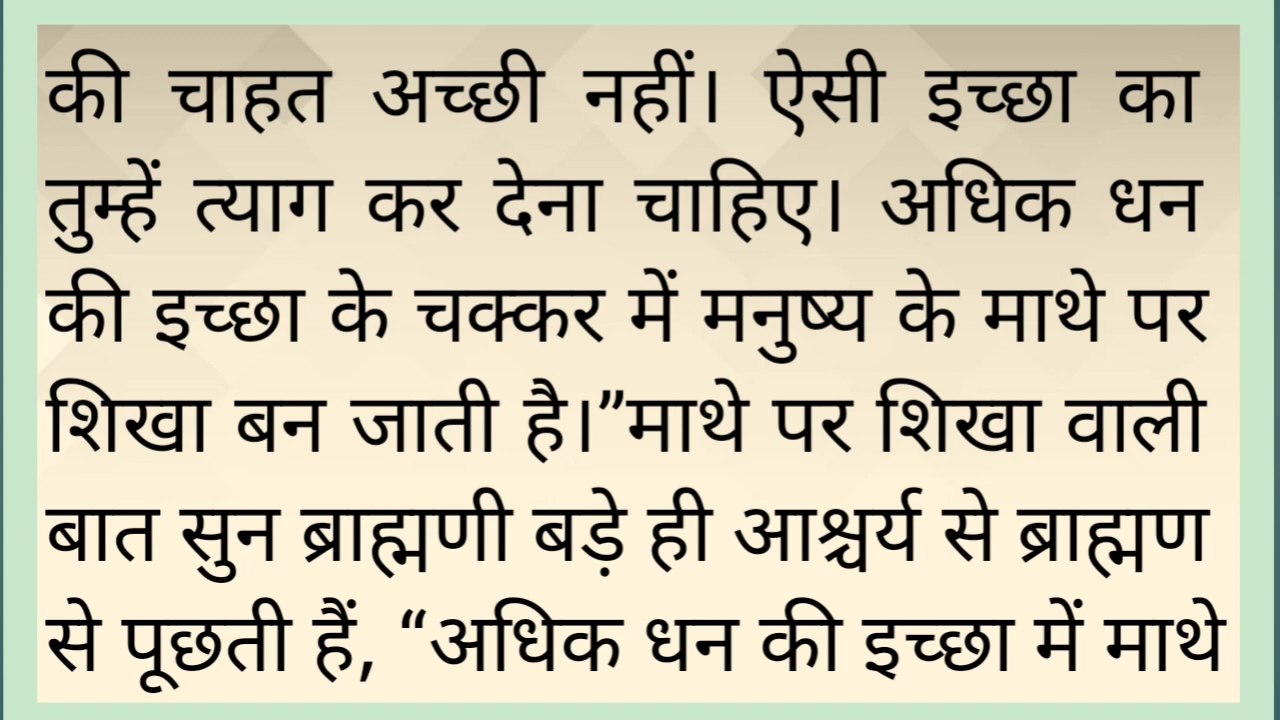 की चाहत अच्छी नहीं। ऐसी इच्छा का
तुम्हें त्याग कर देना चाहिए। अधिक धन
की इच्छा के चक्कर में मनुष्य के माथे पर
शिखा बन जाती है।”माथे पर शिखा वाली
बात सुन ब्राह्मणी बड़े ही आश्चर्य से ब्राह्मण
से पूछती हैं, “अधिक धन की इच्छा में माथे